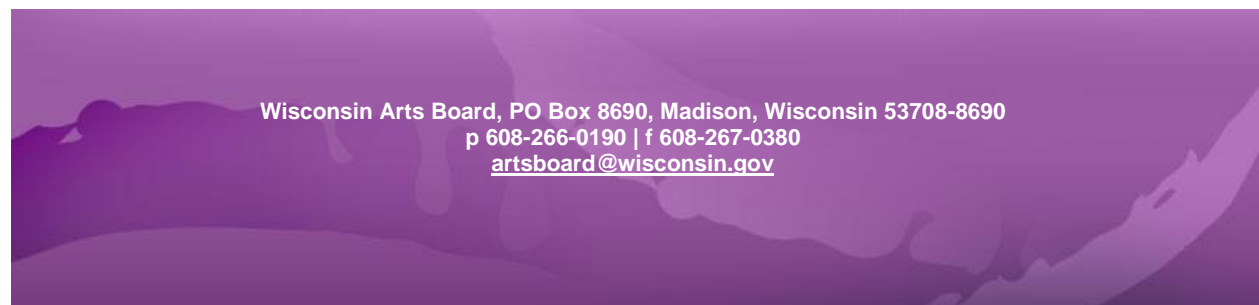 Wisconsin Arts Board, PO Box 8690, Madison, Wisconsin 53708-8690
p 608-266-0190 | f 608-267-0380
artsboard@wisconsin.gov